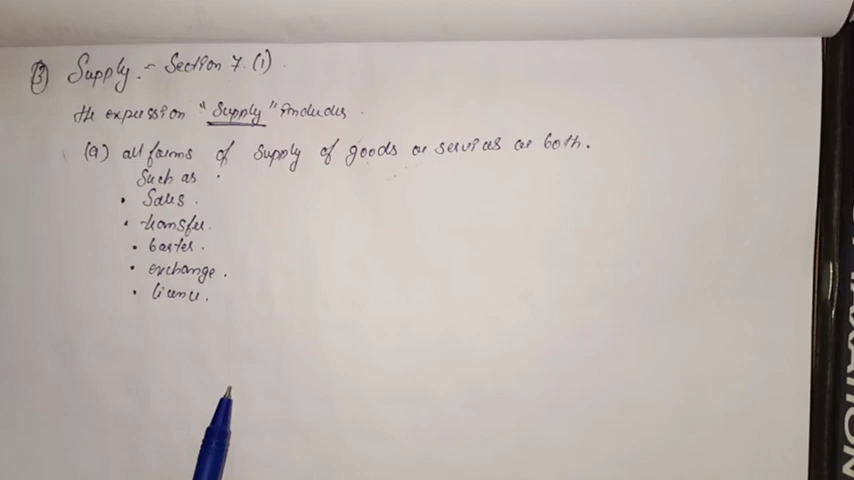 (3) Supply :- Section 7.(1).
the expression "Supply" includes.
(a) all forms of Supply of goods or services or both.
Such as
• Sales.
• transfer.
• barter.
• exchange.
• licence.
TAXATION